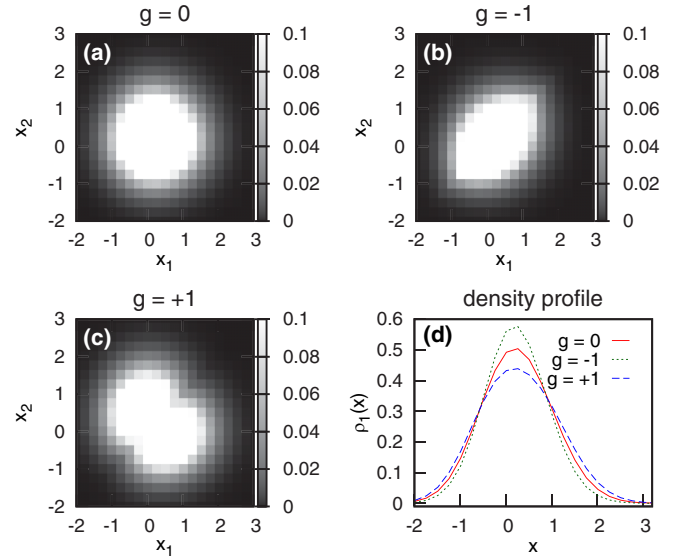 g = 0
(a)
3
2
1
0
-1
-2
x2
-2 -1 0 1 2 3
x1
0.1
0.08
0.06
0.04
0.02
0
g = -1
(b)
3
2
1
0
-1
-2
x2
-2 -1 0 1 2 3
x1
0.1
0.08
0.06
0.04
0.02
0
g = +1
(c)
3
2
1
0
-1
-2
x2
-2 -1 0 1 2 3
x1
0.1
0.08
0.06
0.04
0.02
0
density profile
(d)
g = 0
g = -1
g = +1
0.6
0.5
0.4
0.3
0.2
0.1
0
ρ1(x)
-2 -1 0 1 2 3
x